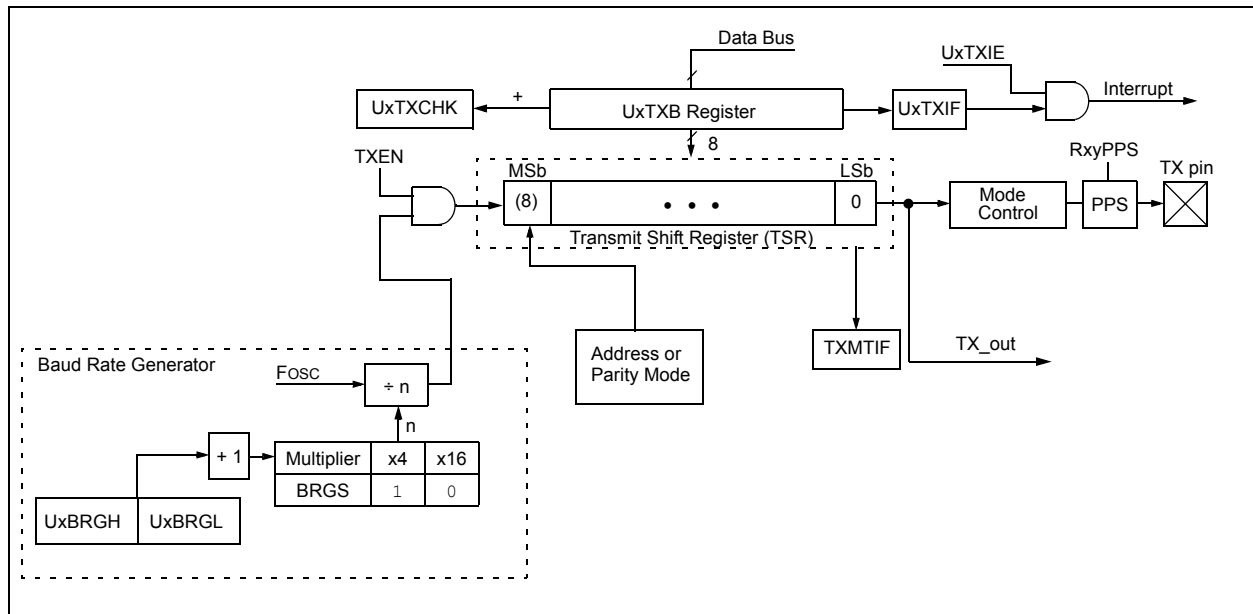 Data Bus
UxTXIE
Interrupt
UxTXCHK
+
UxTXB Register
UxTXIF
8
TXEN
MSb
LSb
RxyPPS
TX pin
(8)
• • •
0
Mode
Control
PPS
Transmit Shift Register (TSR)
Address or
Parity Mode
TXMTIF
TX_out
Baud Rate Generator
FOSC
÷ n
n
+ 1
Multiplier x4 x16
BRGS 1 0
UxBRGH UxBRGL